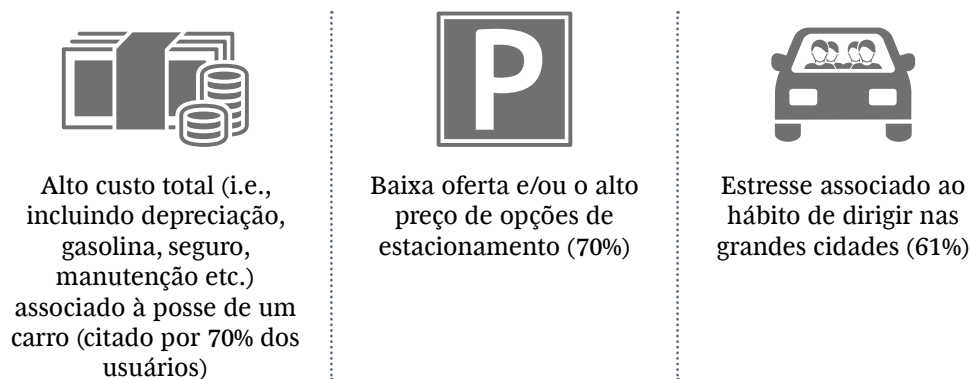 P
Alto custo total (i.e.,
incluindo depreciação,
gasolina, seguro,
manutenção etc.)
associado à posse de um
carro (citado por 70% dos
usuários)
Baixa oferta e/ou o alto
preço de opções de
estacionamento (70%)
Estresse associado ao
hábito de dirigir nas
grandes cidades (61%)